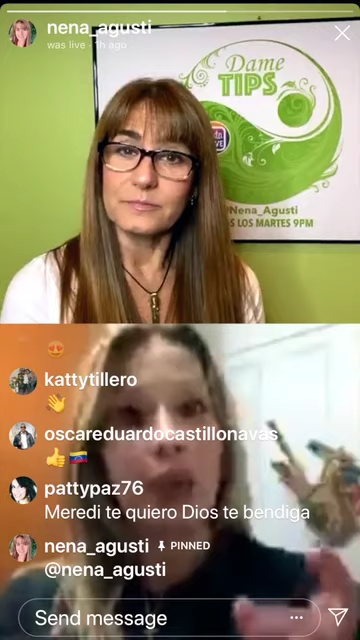 nena_agusti
was live · 1h ago
Dame
TIPS
Nena_Agusti
S LOS MARTES 9PM
kattytillero
oscareduardocastillonavas
pattypaz76
Meredi te quiero Dios te bendiga
nena_agusti PINNED
@nena_agusti
Send message